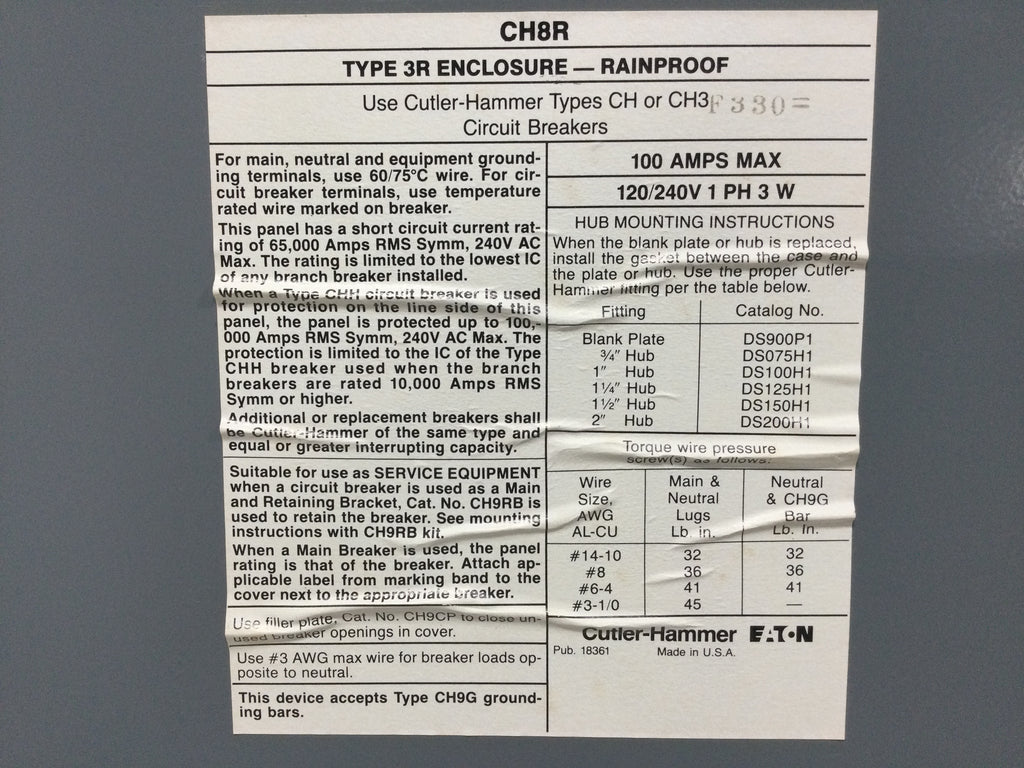 CH8R
TYPE 3R ENCLOSURE — RAINPROOF
Use Cutler-Hammer Types CH or CH3
F330=
Circuit Breakers
For main, neutral and equipment ground-
ing terminals, use 60/75°C wire. For cir-
cuit breaker terminals, use temperature
rated wire marked on breaker.
This panel has a short circuit current rat-
ing of 65,000 Amps RMS Symm, 240V AC
Max. The rating is limited to the lowest IC
of any branch breaker installed.
When a Type CHH circuit breaker is used
for protection on the line side of this
panel, the panel is protected up to 100,-
000 Amps RMS Symm, 240V AC Max. The
protection is limited to the IC of the Type
CHH breaker used when the branch
breakers are rated 10,000 Amps RMS
Symm or higher.
Additional or replacement breakers shall
be Cutler-Hammer of the same type and
equal or greater interrupting capacity.
Suitable for use as SERVICE EQUIPMENT
when a circuit breaker is used as a Main
and Retaining Bracket, Cat. No. CH9RB is
used to retain the breaker. See mounting
instructions with CH9RB kit.
When a Main Breaker is used, the panel
rating is that of the breaker. Attach ap-
plicable label from marking band to the
cover next to the appropriate breaker.
Use filler plate, Cat. No. CH9CP to close un-
used breaker openings in cover.
Use #3 AWG max wire for breaker loads op-
posite to neutral.
This device accepts Type CH9G ground-
ing bars.
100 AMPS MAX
120/240V 1 PH 3 W
HUB MOUNTING INSTRUCTIONS
When the blank plate or hub is replaced,
install the gasket between the case and
the plate or hub. Use the proper Cutler-
Hammer fitting per the table below.
Fitting Catalog No.
Blank Plate DS900P1
¾" Hub DS075H1
1" Hub DS100H1
1¼" Hub DS125H1
1½" Hub DS150H1
2" Hub DS200H1
Torque wire pressure
screw(s) as follows:
Wire Main & Neutral
Size, Neutral & CH9G
AWG Lugs Bar
AL-CU Lb. in. Lb. In.
#14-10 32 32
#8 36 36
#6-4 41 41
#3-1/0 45 —
Cutler-Hammer EATON
Pub. 18361 Made in U.S.A.